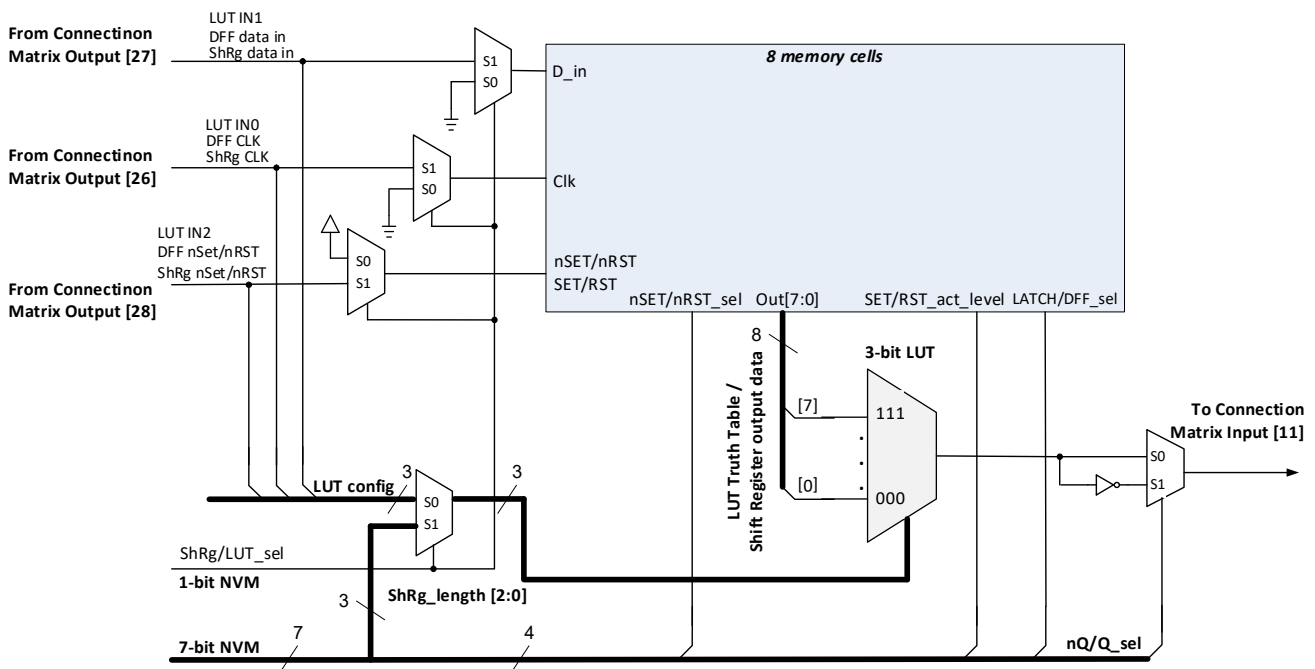 LUT IN1
DFF data in
ShRg data in
From Connectinon
Matrix Output [27]
S1
S0
D_in
8 memory cells
LUT IN0
DFF CLK
ShRg CLK
From Connectinon
Matrix Output [26]
S1
S0
Clk
LUT IN2
DFF nSet/nRST
ShRg nSet/nRST
From Connectinon
Matrix Output [28]
S0
S1
nSET/nRST
SET/RST
nSET/nRST_sel
Out[7:0]
SET/RST_act_level
LATCH/DFF_sel
8
3-bit LUT
LUT Truth Table /
Shift Register output data
[7]
111
[0]
000
To Connection
Matrix Input [11]
S0
S1
LUT config
3
3
S0
S1
ShRg/LUT_sel
1-bit NVM
ShRg_length [2:0]
3
7-bit NVM
7
4
nQ/Q_sel